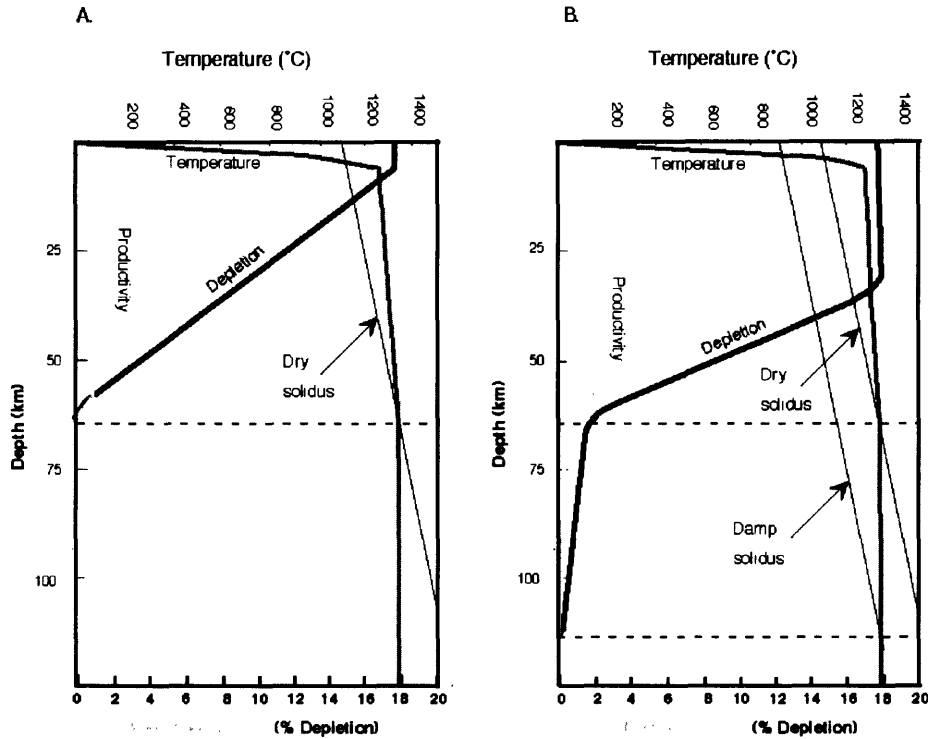 A.
Temperature (°C)
200
400
600
800
1000
1200
1400
Temperature
Productivity
Depletion
Dry
solidus
Depth (km)
25
50
75
100
0
2
4
6
8
10
12
14
16
18
20
(% Depletion)
B.
Temperature (°C)
200
400
600
800
1000
1200
1400
Temperature
Productivity
Depletion
Dry
solidus
Damp
solidus
Depth (km)
25
50
75
100
0
2
4
6
8
10
12
14
16
18
20
(% Depletion)